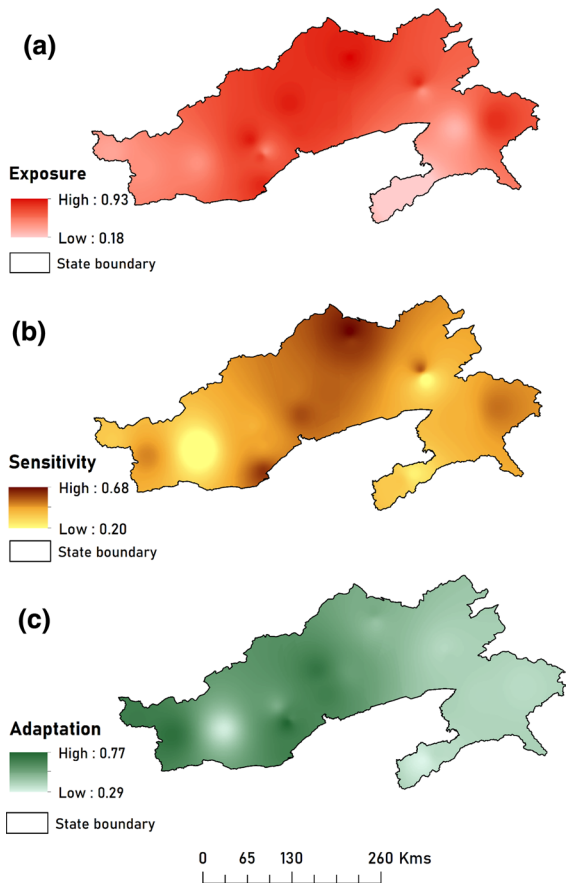 (a)
Exposure
High : 0.93
Low : 0.18
State boundary
(b)
Sensitivity
High : 0.68
Low : 0.20
State boundary
(c)
Adaptation
High : 0.77
Low : 0.29
State boundary
0 65 130 260 Kms